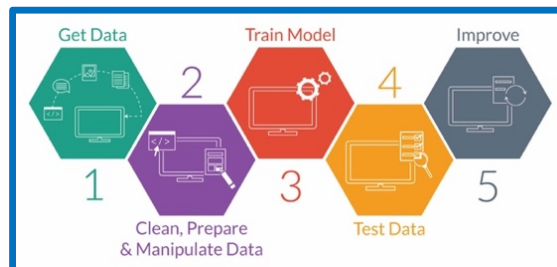 Get Data
1
2
Clean, Prepare
& Manipulate Data
Train Model
3
4
Test Data
Improve
5